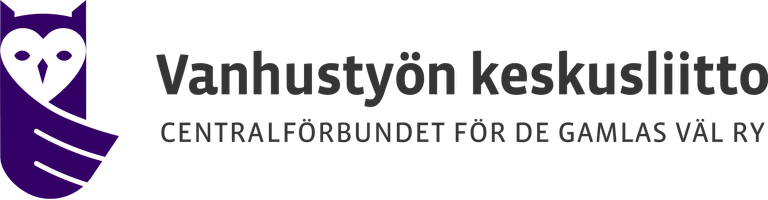 Vanhustyön keskusliitto
CENTRALFÖRBUNDET FÖR DE GAMLAS VÄL RY